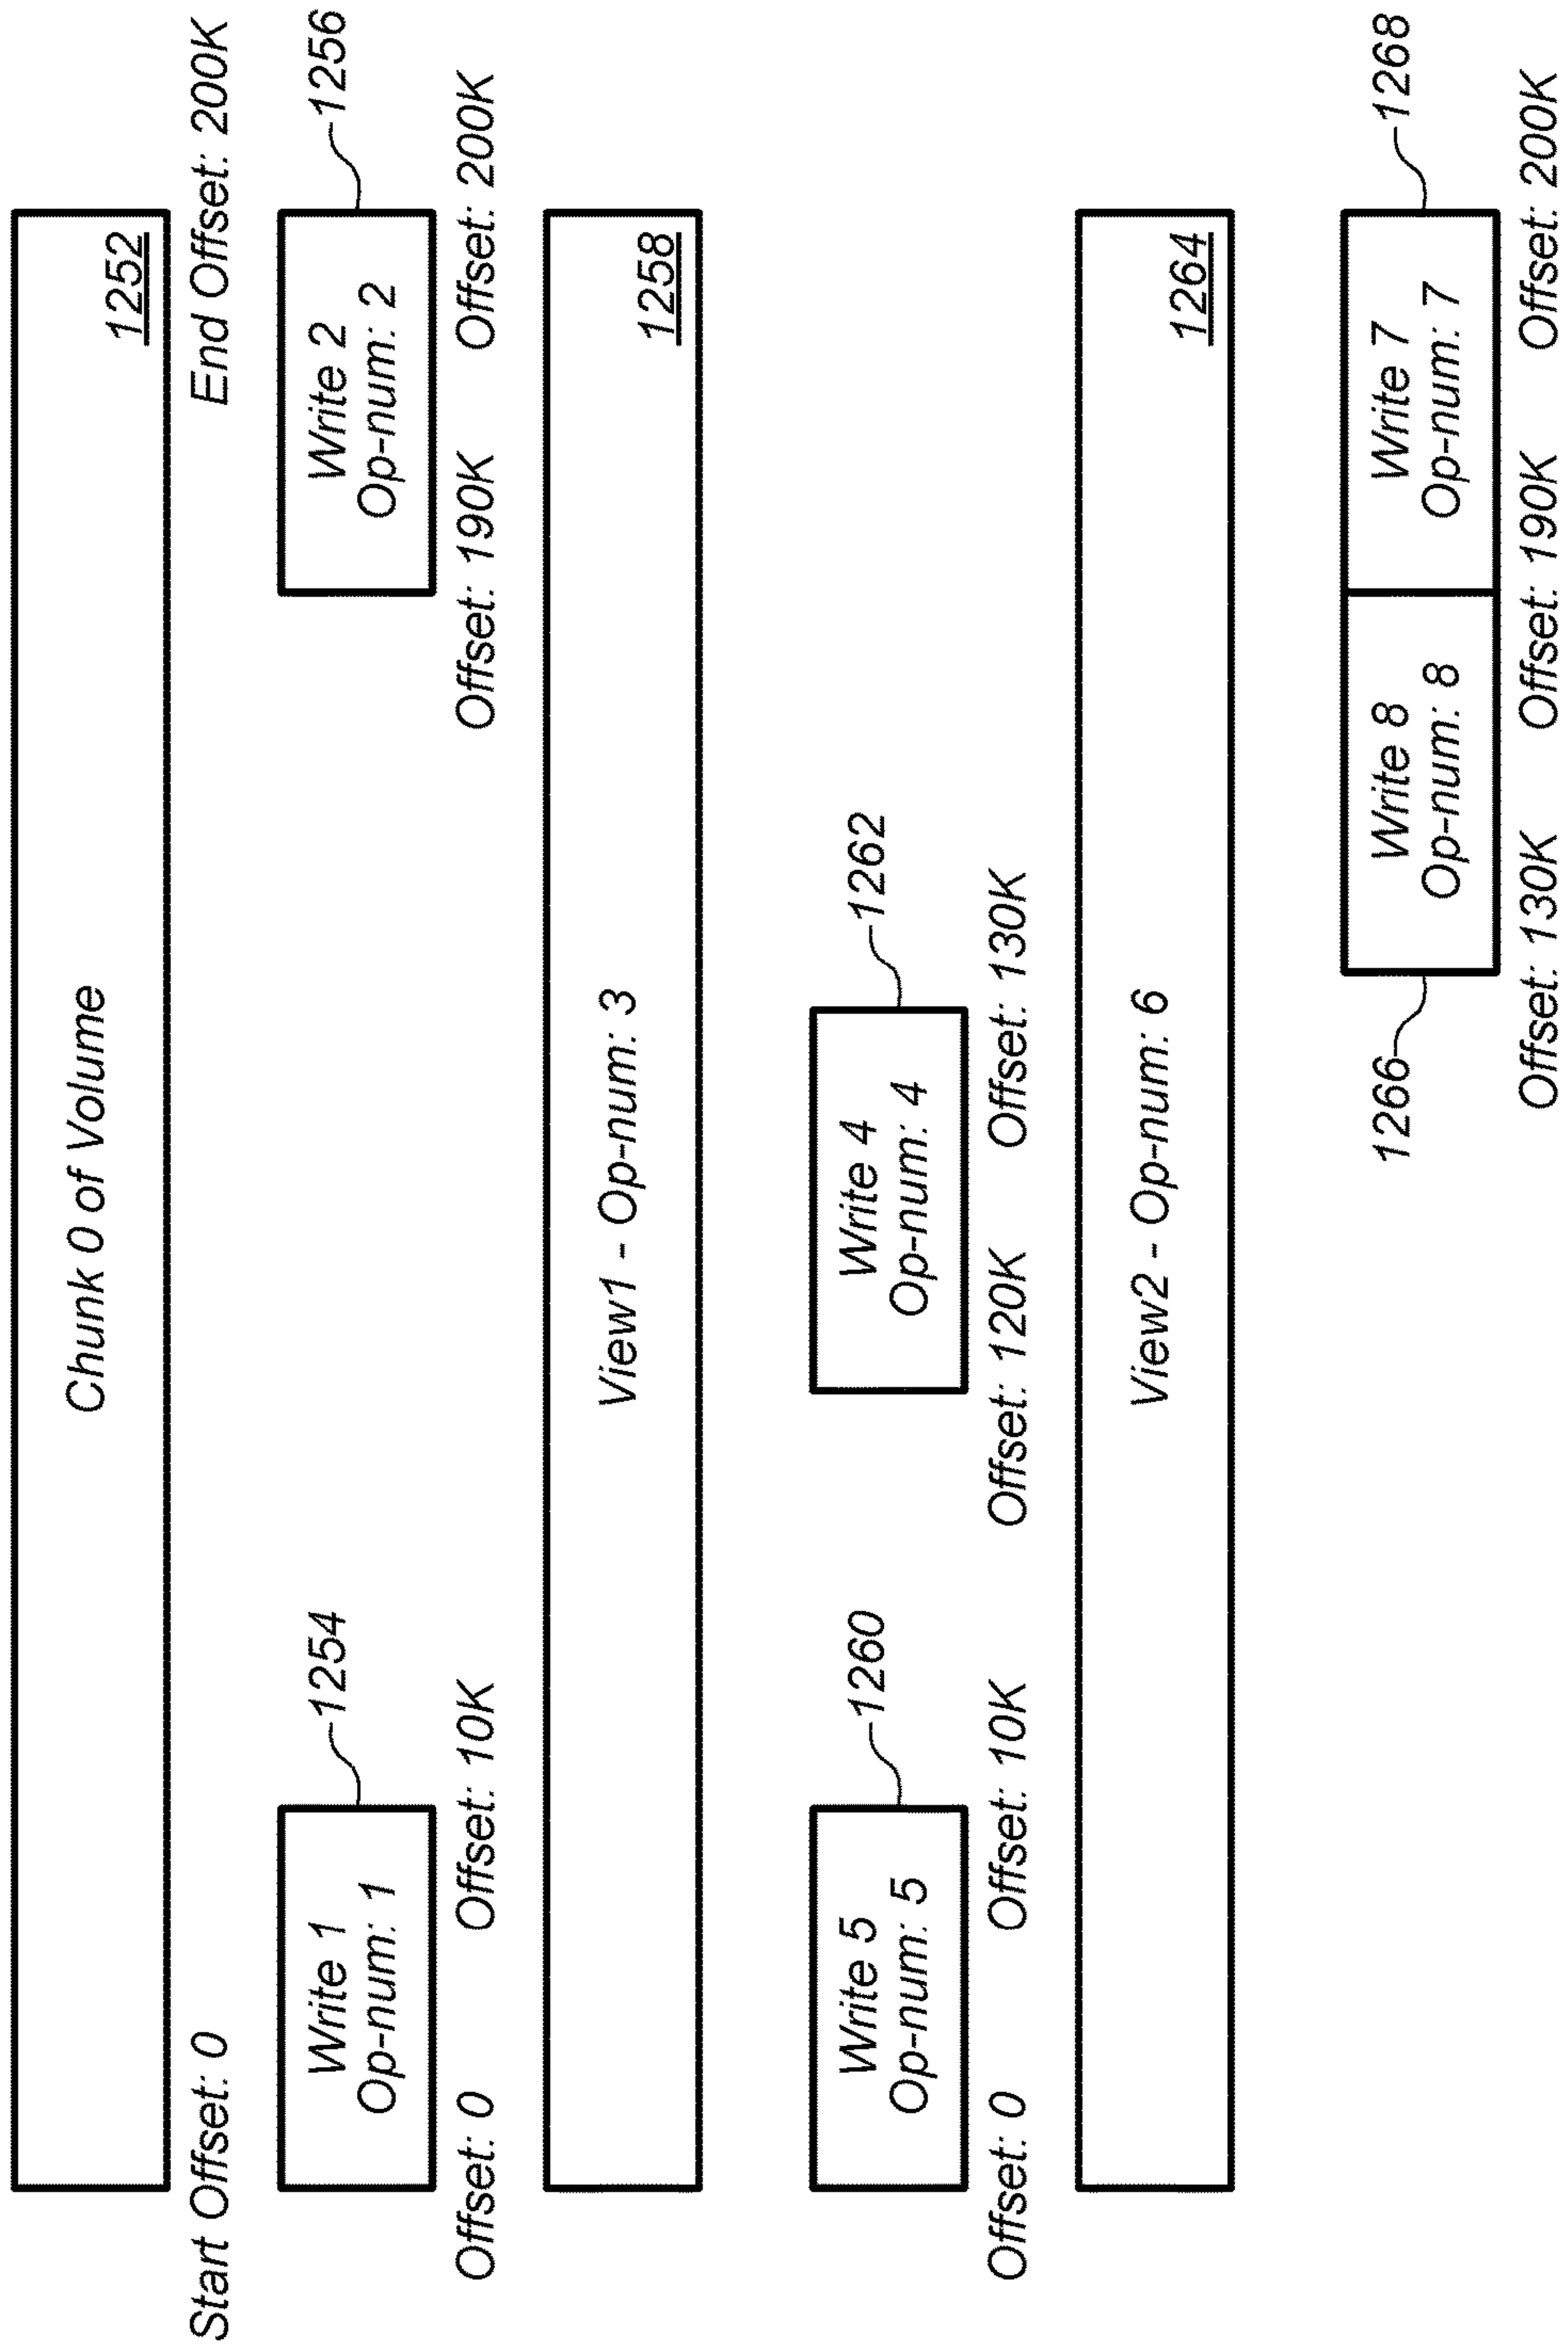 Chunk 0 of Volume
1252
Start Offset: 0
End Offset: 200K
Write 1
Op-num: 1
1254
Write 2
Op-num: 2
1256
Offset: 0
Offset: 10K
Offset: 190K
Offset: 200K
View1 - Op-num: 3
1258
Write 5
Op-num: 5
1260
Write 4
Op-num: 4
1262
Offset: 0
Offset: 10K
Offset: 120K
Offset: 130K
View2 - Op-num: 6
1264
1266
Write 8
Op-num: 8
Write 7
Op-num: 7
1268
Offset: 130K
Offset: 190K
Offset: 200K